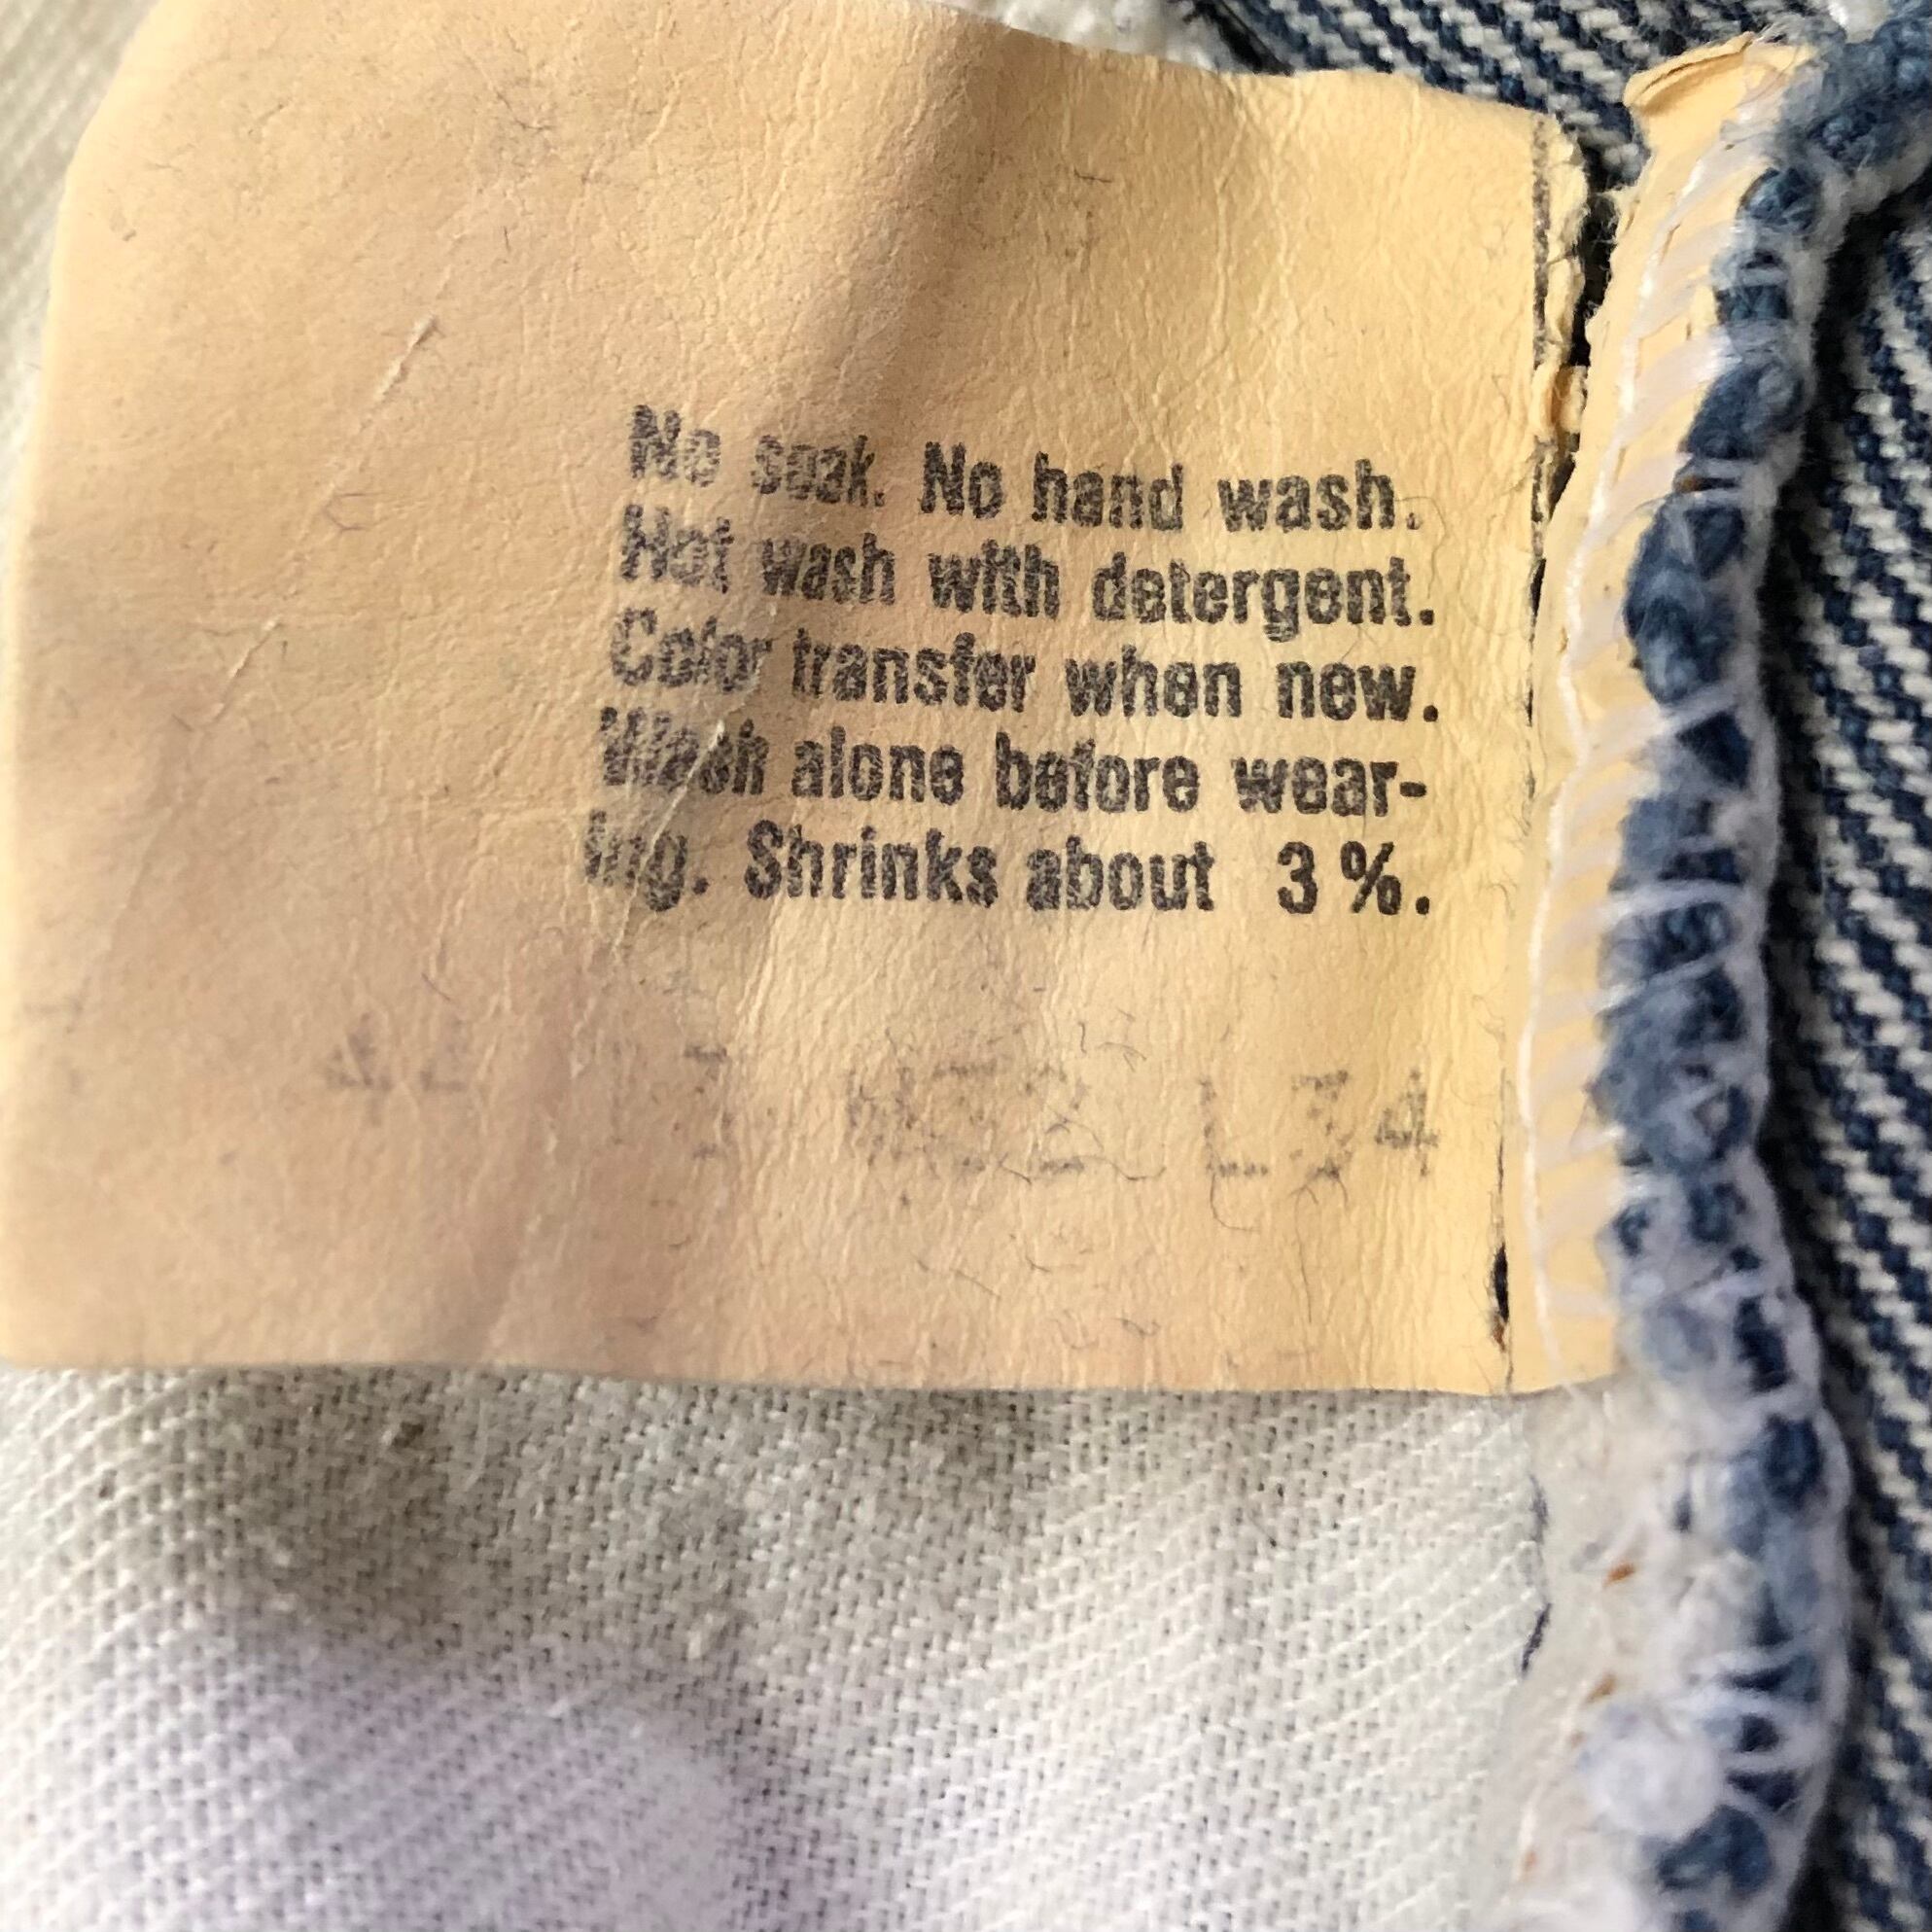 No soak. No hand wash.
Hot wash with detergent.
Color transfer when new.
Wash alone before wear-
ing. Shrinks about 3 %.
L34